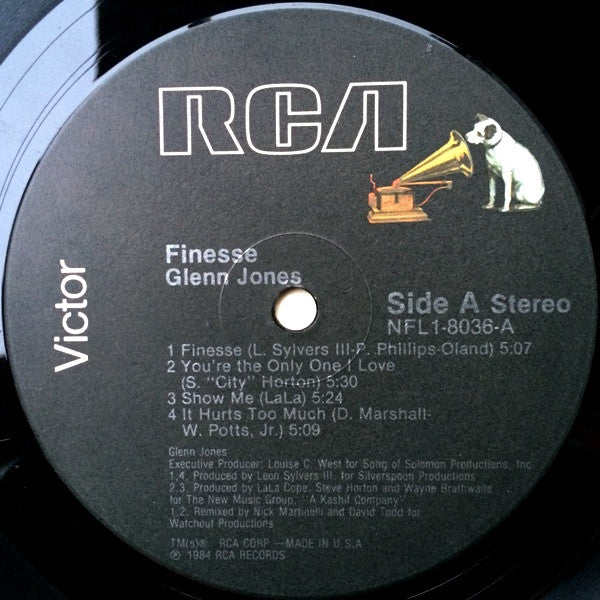 RCA
Victor
Finesse
Glenn Jones
Side A Stereo
NFL1-8036-A
1 Finesse (L. Sylvers III-P. Phillips-Oland) 5:07
2 You're the Only One I Love
(S. "City" Horton) 5:30
3 Show Me (LaLa) 5:24
4 It Hurts Too Much (D. Marshall-
W. Potts, Jr.) 5:09
Glenn Jones
Executive Producer: Louise C. West for Song of Solomon Productions, Inc.
1,4, Produced by Leon Sylvers III, for Silverspoon Productions
2,3, Produced by LaLa Cope, Steve Horton and Wayne Brathwaite
for The New Music Group, "A Kashif Company"
1,2, Remixed by Nick Martinelli and David Todd for
Watchout Productions
TM(s)® RCA CORP —MADE IN U.S.A
℗ 1984 RCA RECORDS